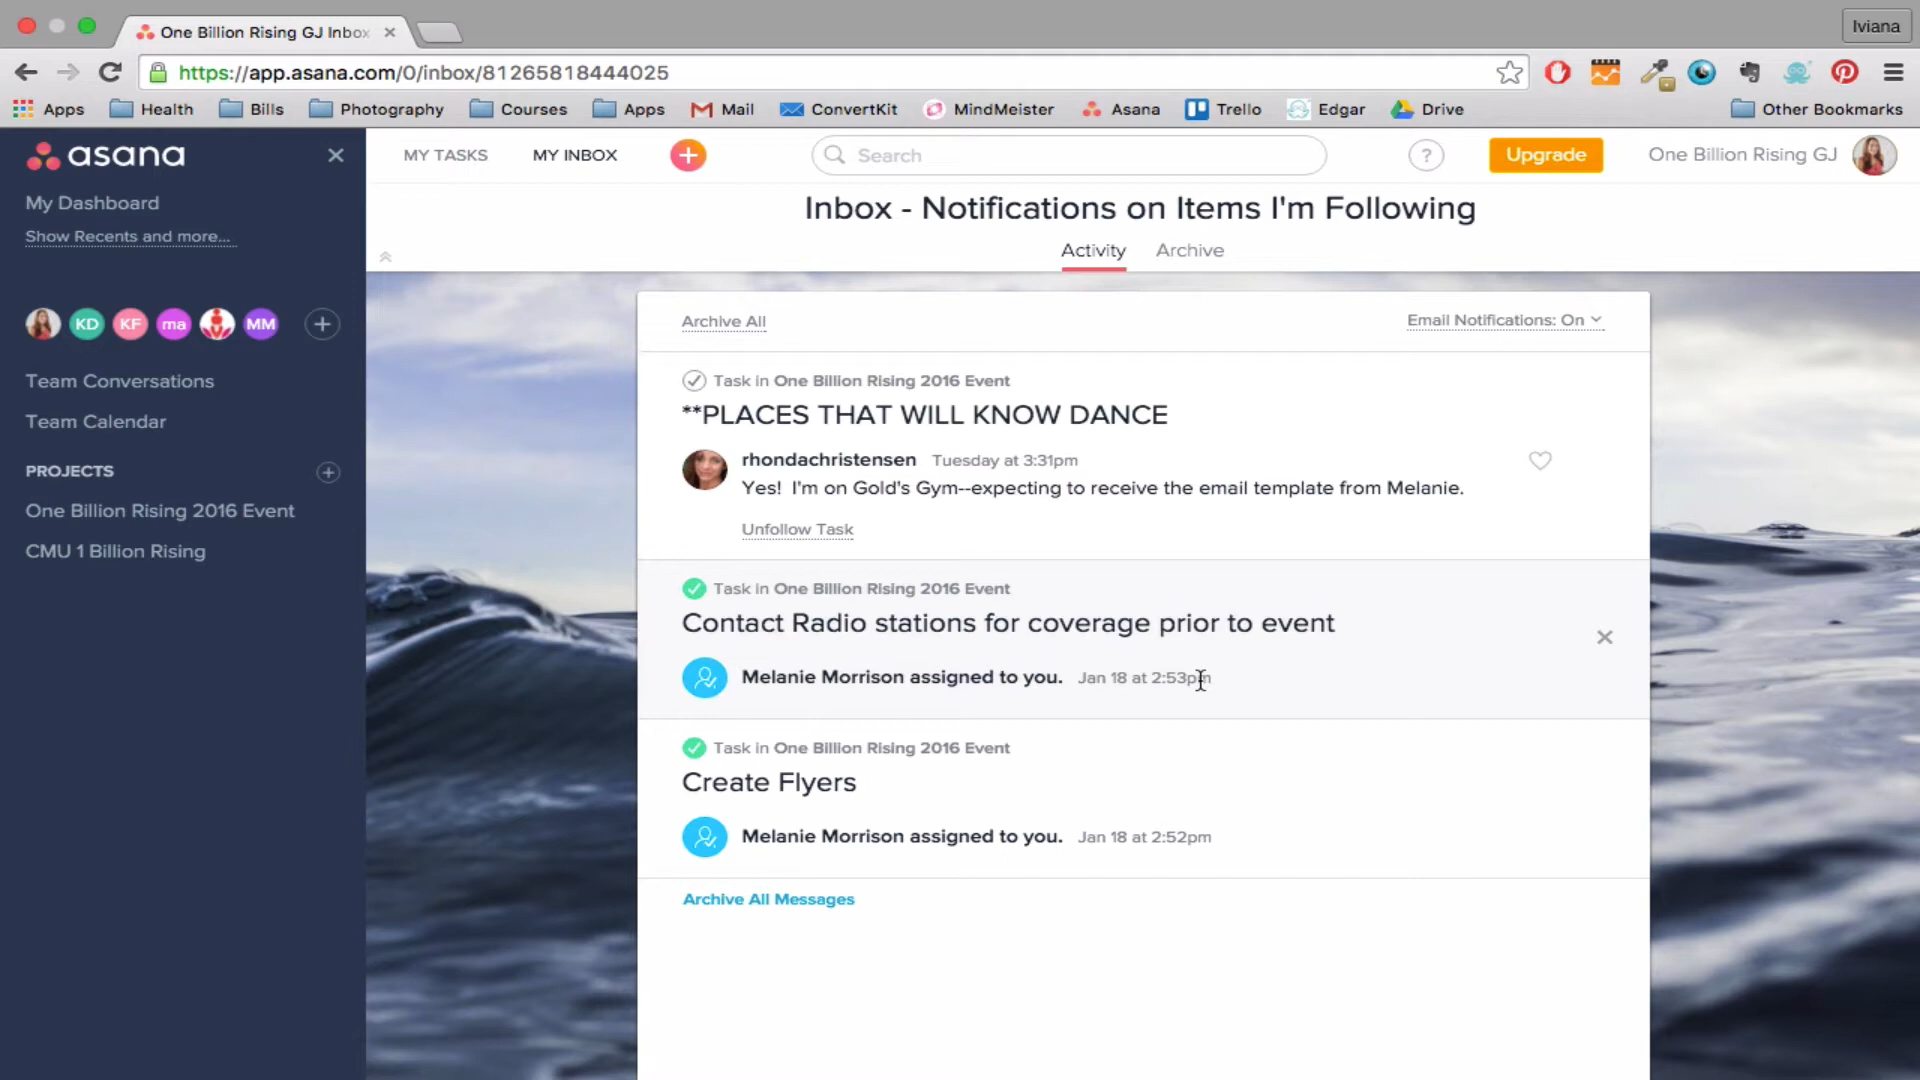 One Billion Rising GJ Inbox
Iviana
https://app.asana.com/0/inbox/81265818444025
Apps Health Bills Photography Courses Apps Mail ConvertKit MindMeister Asana Trello Edgar Drive Other Bookmarks
asana
MY TASKS MY INBOX Search ? Upgrade One Billion Rising GJ
My Dashboard
Show Recents and more...
Inbox - Notifications on Items I'm Following
Activity Archive
KD KF ma MM
Team Conversations
Team Calendar
PROJECTS
One Billion Rising 2016 Event
CMU 1 Billion Rising
Archive All Email Notifications: On
Task in One Billion Rising 2016 Event
**PLACES THAT WILL KNOW DANCE
rhondachristensen Tuesday at 3:31pm
Yes! I'm on Gold's Gym--expecting to receive the email template from Melanie.
Unfollow Task
Task in One Billion Rising 2016 Event
Contact Radio stations for coverage prior to event
Melanie Morrison assigned to you. Jan 18 at 2:53pm
Task in One Billion Rising 2016 Event
Create Flyers
Melanie Morrison assigned to you. Jan 18 at 2:52pm
Archive All Messages